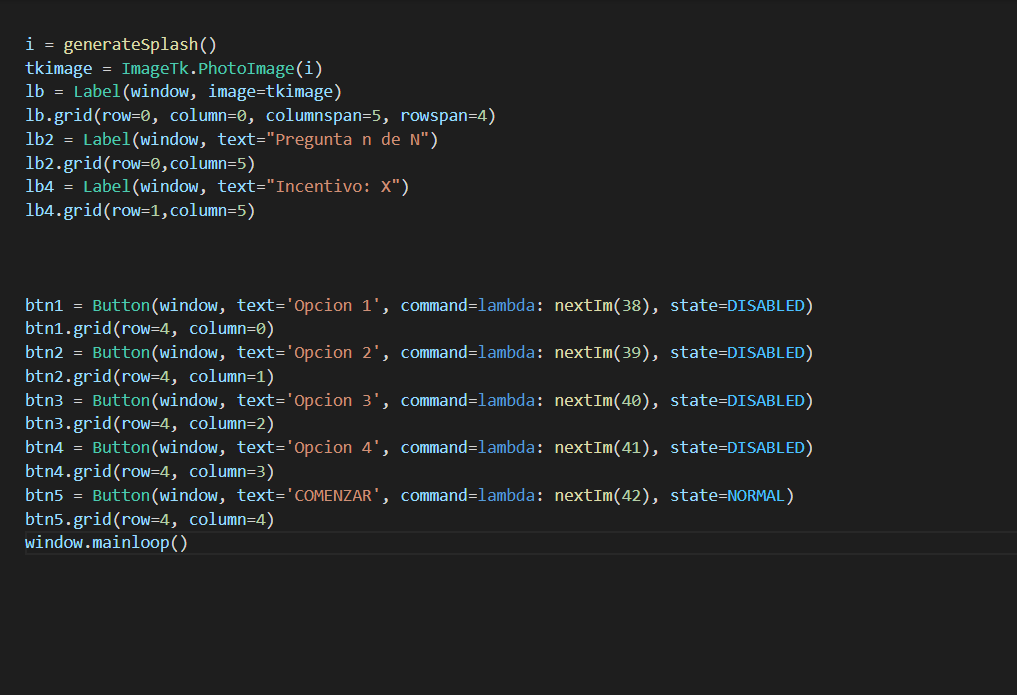 i = generateSplash()
tkimage = ImageTk.PhotoImage(i)
lb = Label(window, image=tkimage)
lb.grid(row=0, column=0, columnspan=5, rowspan=4)
lb2 = Label(window, text="Pregunta n de N")
lb2.grid(row=0,column=5)
lb4 = Label(window, text="Incentivo: X")
lb4.grid(row=1,column=5)
btn1 = Button(window, text='Opcion 1', command=lambda: nextIm(38), state=DISABLED)
btn1.grid(row=4, column=0)
btn2 = Button(window, text='Opcion 2', command=lambda: nextIm(39), state=DISABLED)
btn2.grid(row=4, column=1)
btn3 = Button(window, text='Opcion 3', command=lambda: nextIm(40), state=DISABLED)
btn3.grid(row=4, column=2)
btn4 = Button(window, text='Opcion 4', command=lambda: nextIm(41), state=DISABLED)
btn4.grid(row=4, column=3)
btn5 = Button(window, text='COMENZAR', command=lambda: nextIm(42), state=NORMAL)
btn5.grid(row=4, column=4)
window.mainloop()